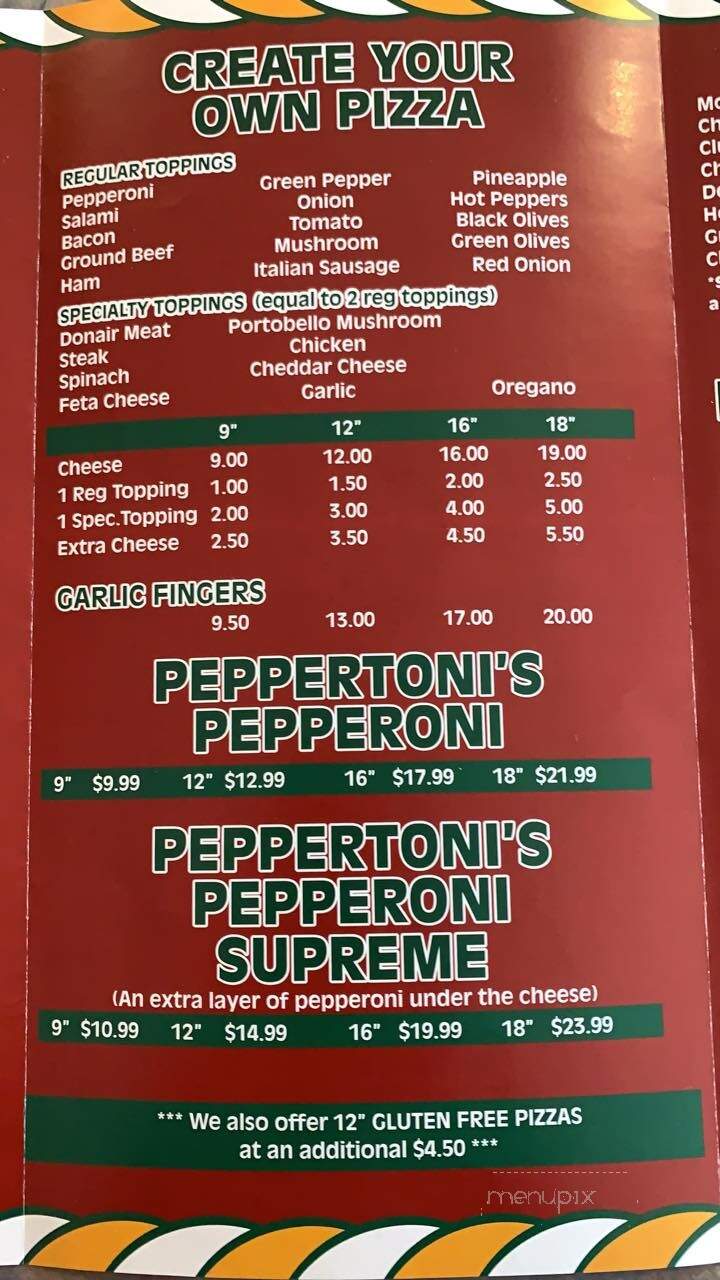 CREATE YOUR
OWN PIZZA
REGULAR TOPPINGS
Pepperoni Green Pepper Pineapple
Salami Onion Hot Peppers
Bacon Tomato Black Olives
Ground Beef Mushroom Green Olives
Ham Italian Sausage Red Onion
SPECIALTY TOPPINGS (equal to 2 reg toppings)
Donair Meat Portobello Mushroom
Steak Chicken
Spinach Cheddar Cheese
Feta Cheese Garlic Oregano
9" 12" 16" 18"
Cheese 9.00 12.00 16.00 19.00
1 Reg Topping 1.00 1.50 2.00 2.50
1 Spec.Topping 2.00 3.00 4.00 5.00
Extra Cheese 2.50 3.50 4.50 5.50
GARLIC FINGERS
9.50 13.00 17.00 20.00
PEPPERTONI'S
PEPPERONI
9" $9.99 12" $12.99 16" $17.99 18" $21.99
PEPPERTONI'S
PEPPERONI
SUPREME
(An extra layer of pepperoni under the cheese)
9" $10.99 12" $14.99 16" $19.99 18" $23.99
*** We also offer 12" GLUTEN FREE PIZZAS
at an additional $4.50 ***
menupix